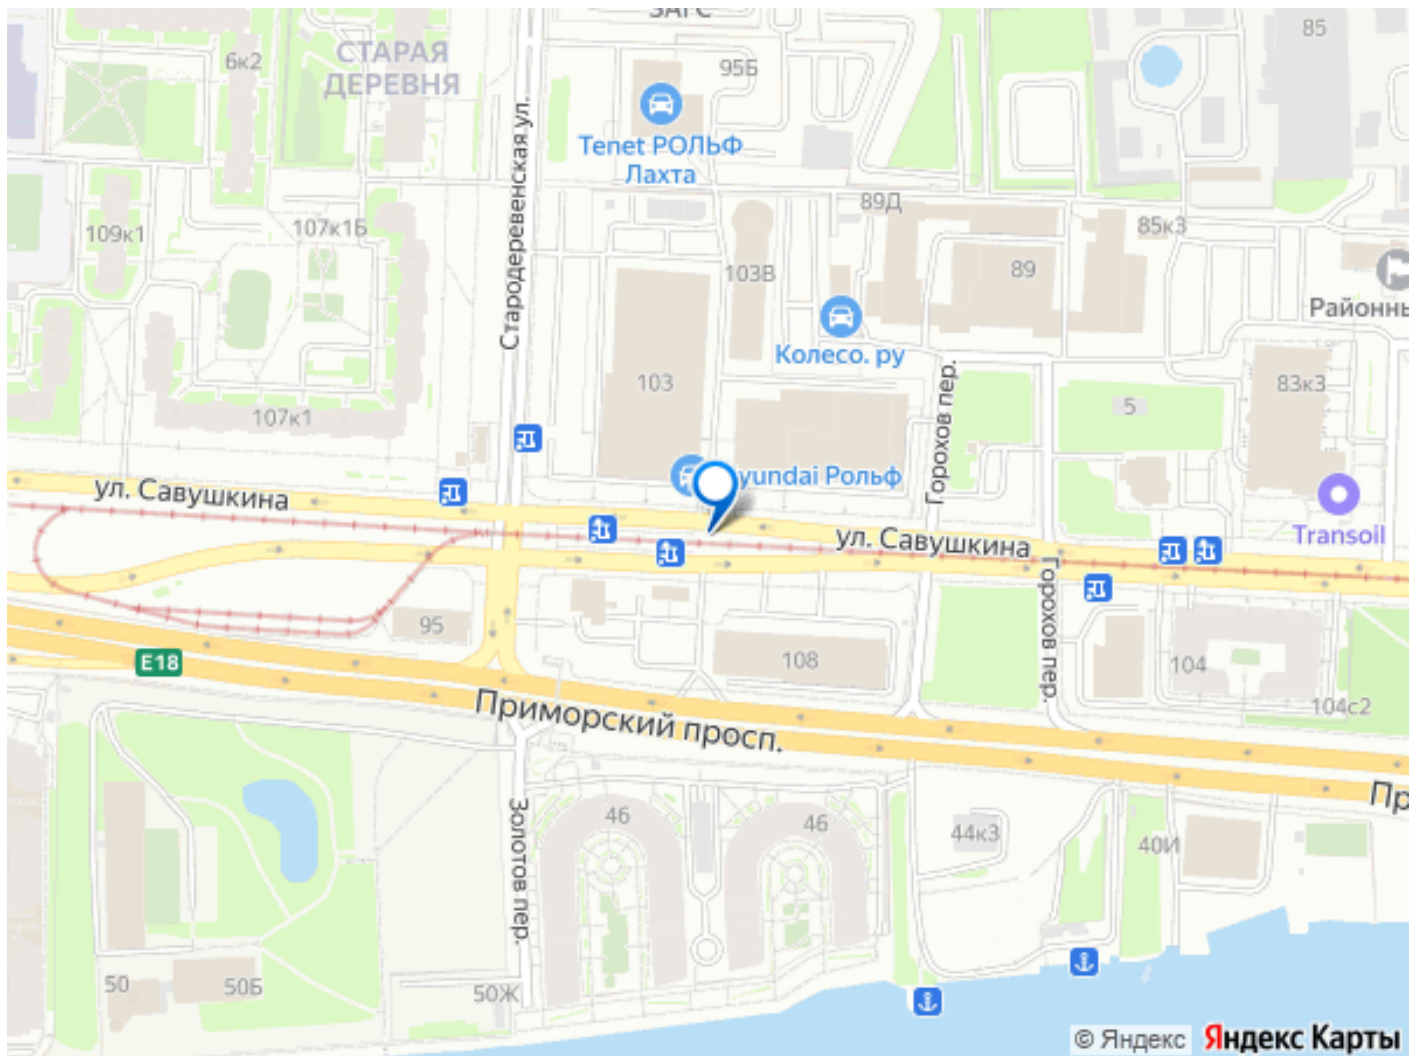 ЗАГС
85
СТАРАЯ
ДЕРЕВНЯ
6к2
95Б
Tenet РОЛЬФ
Лахта
Стародеревенская ул.
89Д
109к1
107к1Б
85к3
103В
89
Районны
Колесо. ру
103
83к3
5
107к1
Горохов пер.
yundai Рольф
ул. Савушкина
Transoil
ул. Савушкина
Горохов пер.
95
108
104
E18
104с2
Приморский просп.
Пр
Золотов пер.
46
46
44к3
40И
50
50Б
50Ж
© Яндекс
Яндекс Карты